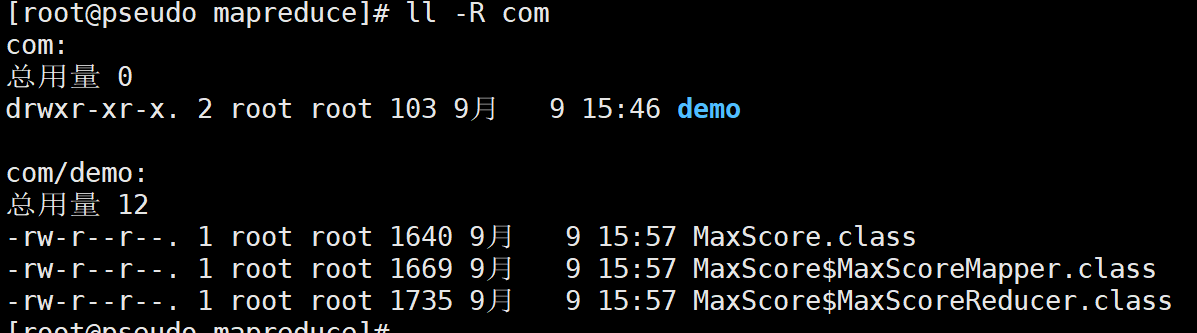 [root@pseudo mapreduce]# ll -R com
com:
总用量 0
drwxr-xr-x. 2 root root 103 9月   9 15:46 demo
com/demo:
总用量 12
-rw-r--r--. 1 root root 1640 9月   9 15:57 MaxScore.class
-rw-r--r--. 1 root root 1669 9月   9 15:57 MaxScore$MaxScoreMapper.class
-rw-r--r--. 1 root root 1735 9月   9 15:57 MaxScore$MaxScoreReducer.class
[root@pseudo mapreduce]#